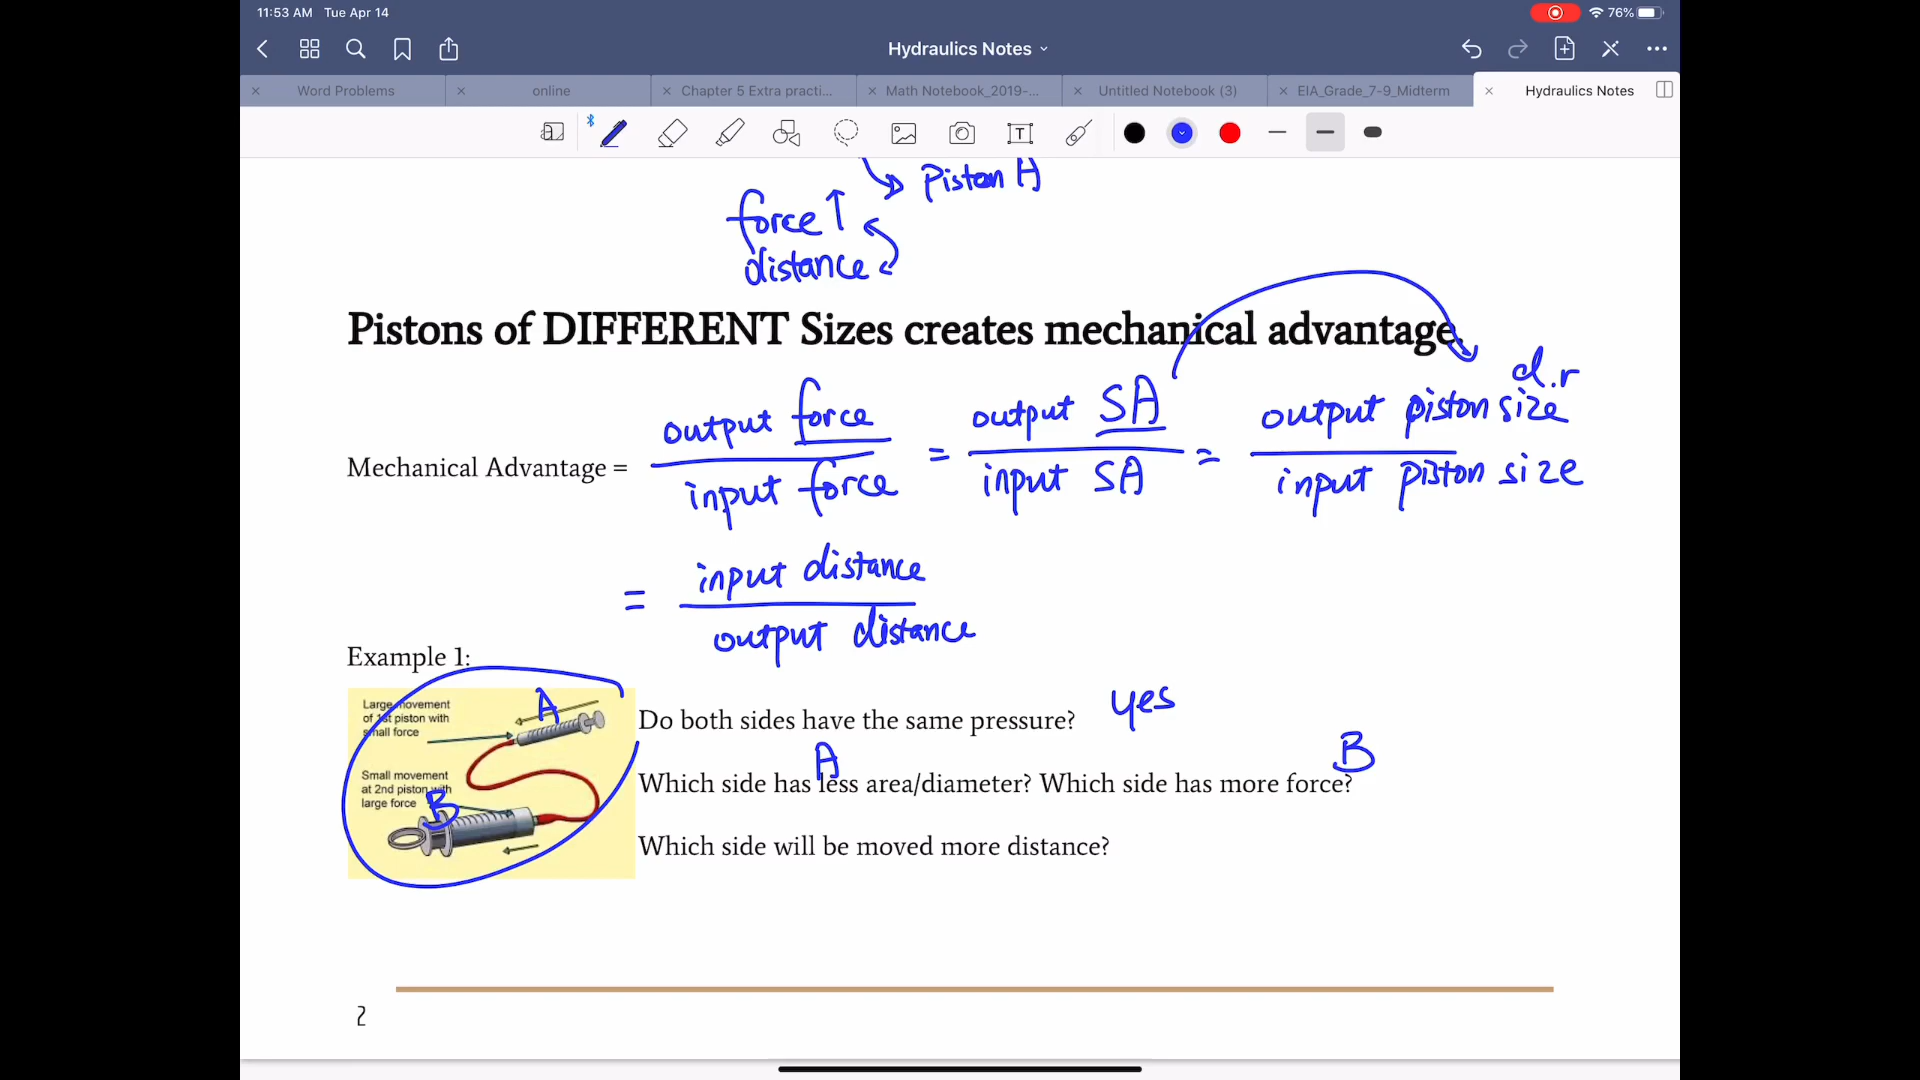 11:53 AM Tue Apr 14
76%
Hydraulics Notes
Word Problems
online
Chapter 5 Extra practi...
Math Notebook_2019-...
Untitled Notebook (3)
EIA_Grade_7-9_Midterm
Hydraulics Notes
Piston A
force ↑
distance
Pistons of DIFFERENT Sizes creates mechanical advantage.
d.r
Mechanical Advantage = output force / input force = output SA / input SA = output piston size / input piston size
= input distance / output distance
Example 1:
Large movement
of 1st piston with
small force
A
Small movement
at 2nd piston with
large force
B
Do both sides have the same pressure? yes
A
B
Which side has less area/diameter? Which side has more force?
Which side will be moved more distance?
2